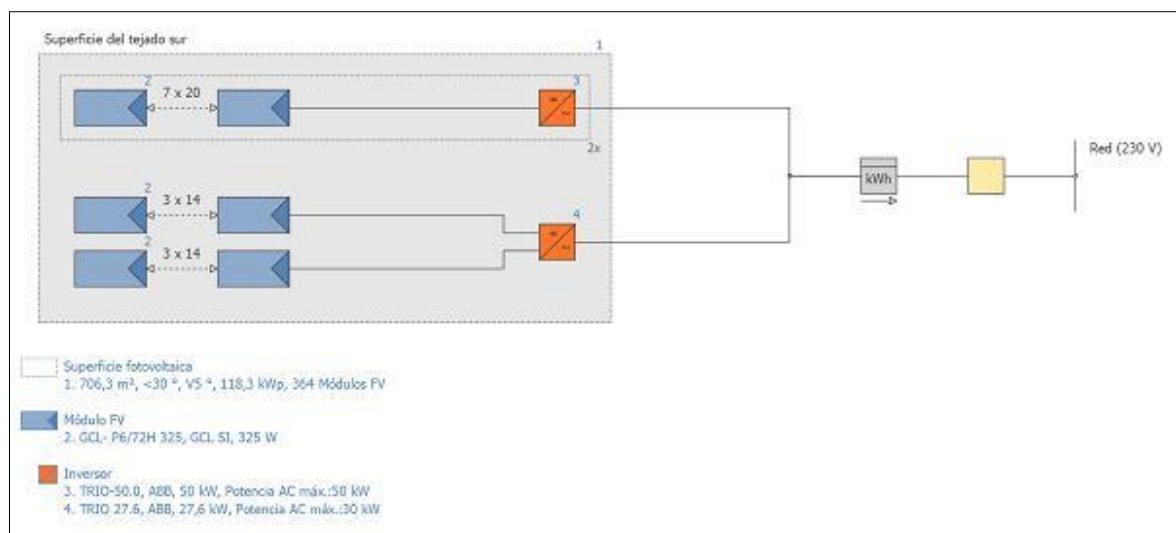 Superficie del tejado sur
1
2
7 x 20
3
2x
kWh
Red (230 V)
2
3 x 14
4
2
3 x 14
Superficie fotovoltaica
1. 706,3 m², <30 °, V5 °, 118,3 kWp, 364 Módulos FV
Módulo FV
2. GCL- P6/72H 325, GCL SI, 325 W
Inversor
3. TRIO-50.0, ABB, 50 kW, Potencia AC máx.:50 kW
4. TRIO 27.6, ABB, 27,6 kW, Potencia AC máx.:30 kW